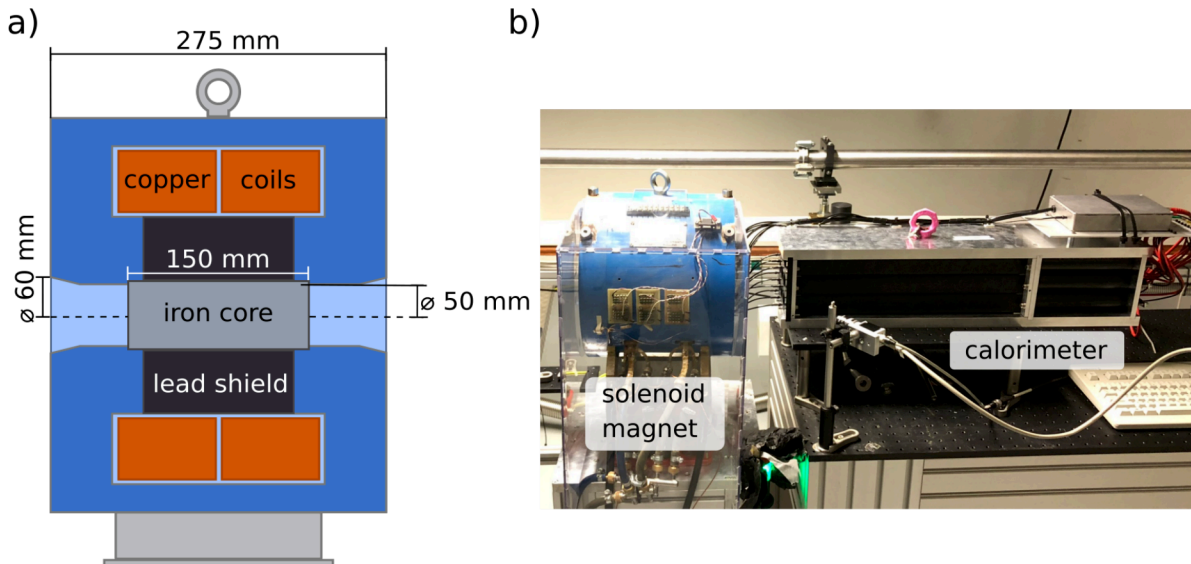 a)
275 mm
copper
coils
ø 60 mm
150 mm
iron core
ø 50 mm
lead shield
b)
solenoid
magnet
calorimeter